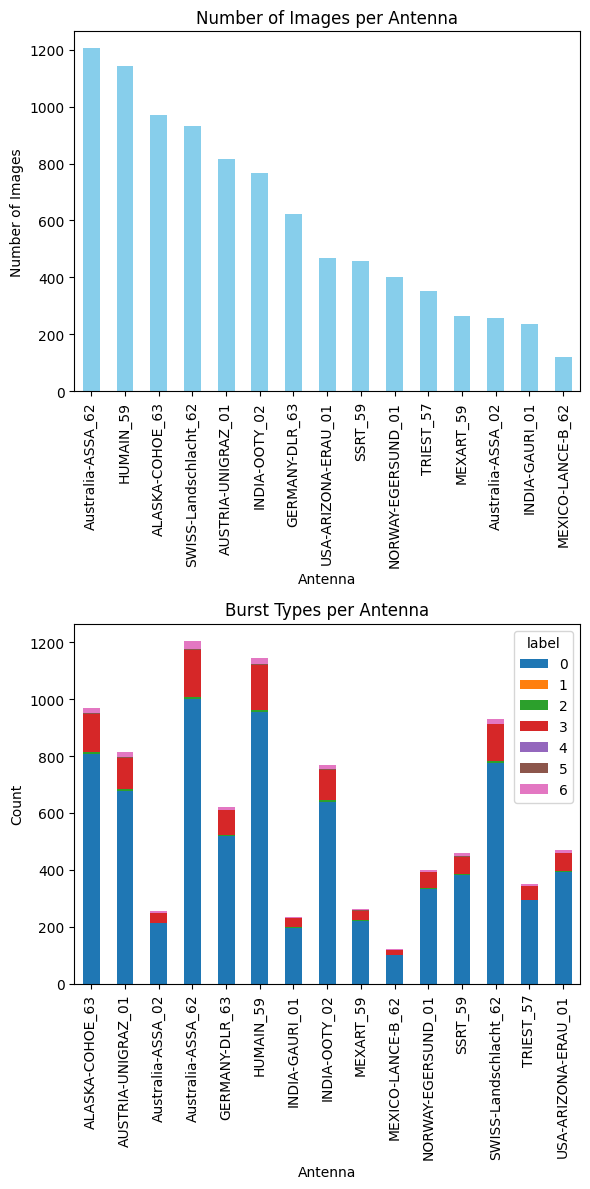 Number of Images per Antenna
Number of Images
1200
1000
800
600
400
200
0
Australia-ASSA_62
HUMAIN_59
ALASKA-COHOE_63
SWISS-Landschlacht_62
AUSTRIA-UNIGRAZ_01
INDIA-OOTY_02
GERMANY-DLR_63
USA-ARIZONA-ERAU_01
SSRT_59
NORWAY-EGERSUND_01
TRIEST_57
MEXART_59
Australia-ASSA_02
INDIA-GAURI_01
MEXICO-LANCE-B_62
Antenna
Burst Types per Antenna
Count
1200
1000
800
600
400
200
0
label
0
1
2
3
4
5
6
ALASKA-COHOE_63
AUSTRIA-UNIGRAZ_01
Australia-ASSA_02
Australia-ASSA_62
GERMANY-DLR_63
HUMAIN_59
INDIA-GAURI_01
INDIA-OOTY_02
MEXART_59
MEXICO-LANCE-B_62
NORWAY-EGERSUND_01
SSRT_59
SWISS-Landschlacht_62
TRIEST_57
USA-ARIZONA-ERAU_01
Antenna